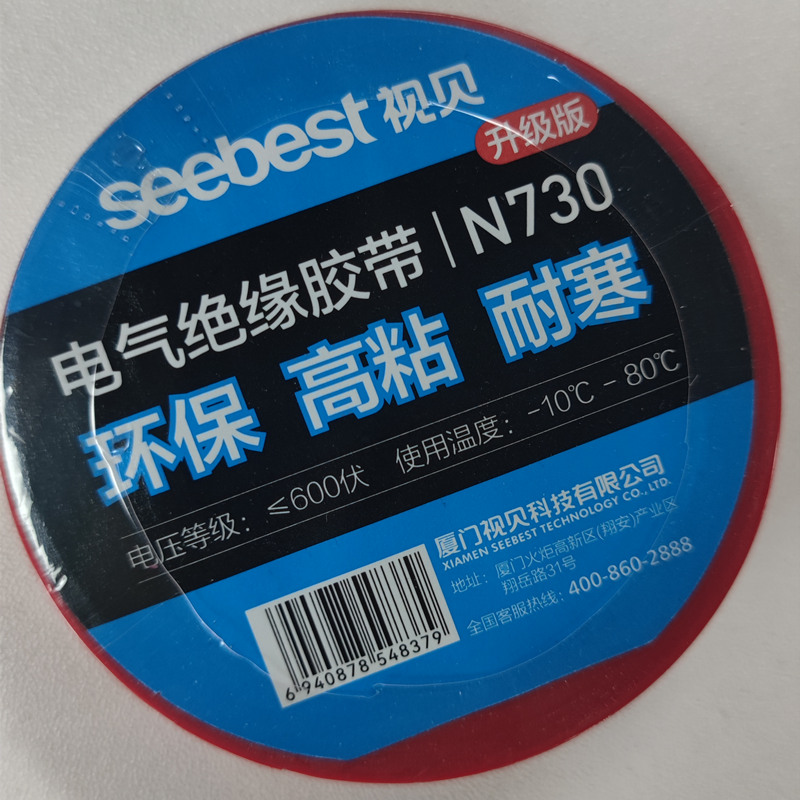 seebest 视贝
升级版
电气绝缘胶带 | N730
环保 高粘 耐寒
电压等级：≤600伏 使用温度：-10℃ - 80℃
厦门视贝科技有限公司
XIAMEN SEEBEST TECHNOLOGY CO., LTD.
地址：厦门火炬高新区(翔安)产业区
翔岳路31号
全国客服热线：400-860-2888
6 940878 548379